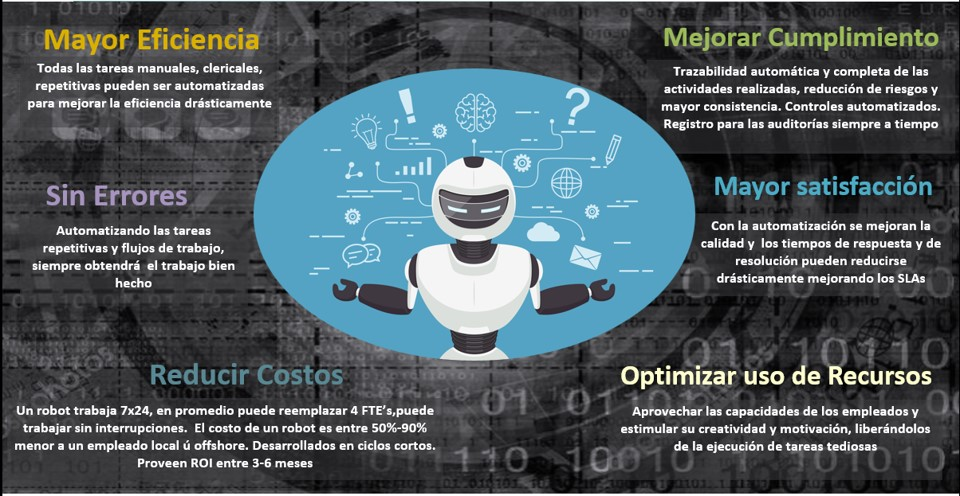 Mayor Eficiencia
Todas las tareas manuales, clericales,
repetitivas pueden ser automatizadas
para mejorar la eficiencia drásticamente
Mejorar Cumplimiento
Trazabilidad automática y completa de las
actividades realizadas, reducción de riesgos y
mayor consistencia. Controles automatizados.
Registro para las auditorías siempre a tiempo
Sin Errores
Automatizando las tareas
repetitivas y flujos de trabajo,
siempre obtendrá el trabajo bien
hecho
Mayor satisfacción
Con la automatización se mejoran la
calidad y los tiempos de respuesta y de
resolución pueden reducirse
drásticamente mejorando los SLAs
Reducir Costos
Un robot trabaja 7x24, en promedio puede reemplazar 4 FTE's,puede
trabajar sin interrupciones. El costo de un robot es entre 50%-90%
menor a un empleado local ú offshore. Desarrollados en ciclos cortos.
Proveen ROI entre 3-6 meses
Optimizar uso de Recursos
Aprovechar las capacidades de los empleados y
estimular su creatividad y motivación, liberándolos
de la ejecución de tareas tediosas